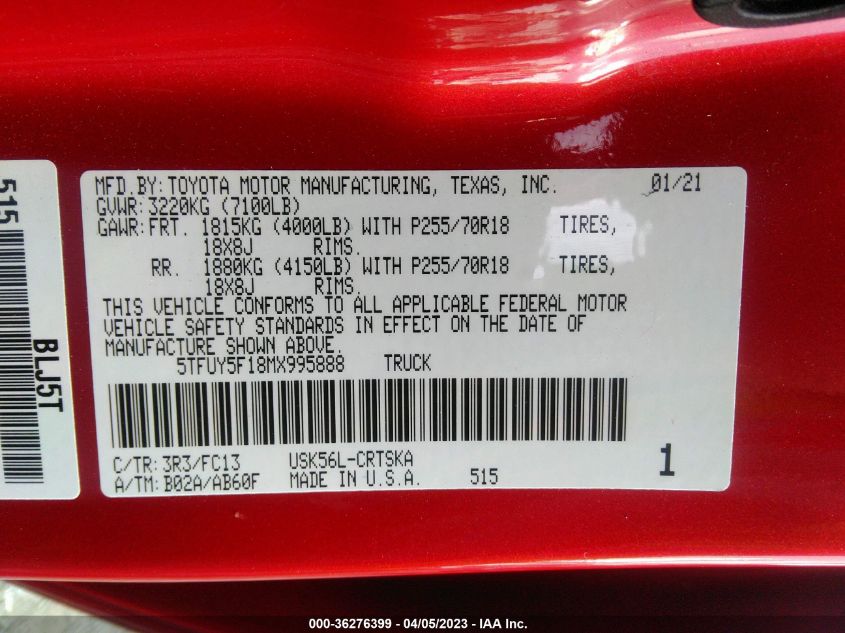 MFD.BY:TOYOTA MOTOR MANUFACTURING, TEXAS, INC. 01/21
GVWR:3220KG (7100LB)
GAWR:FRT. 1815KG (4000LB) WITH P255/70R18 TIRES,
18X8J RIMS.
RR. 1880KG (4150LB) WITH P255/70R18 TIRES,
18X8J RIMS.
THIS VEHICLE CONFORMS TO ALL APPLICABLE FEDERAL MOTOR
VEHICLE SAFETY STANDARDS IN EFFECT ON THE DATE OF
MANUFACTURE SHOWN ABOVE.
5TFUY5F18MX995888 TRUCK
C/TR:3R3/FC13 USK56L-CRTSKA
A/TM:B02A/AB60F MADE IN U.S.A. 515
1
515
BLJ5T
000-36276399 - 04/05/2023 - IAA Inc.